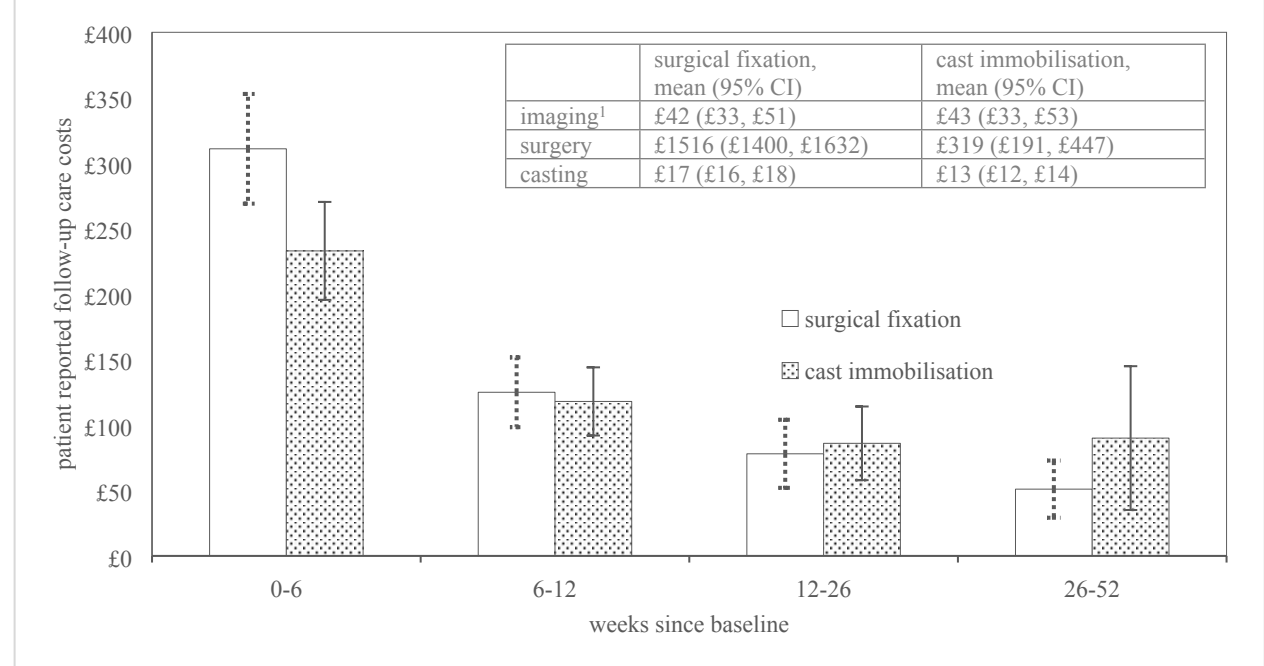 £400
£350
£300
£250
£200
£150
£100
£50
£0
patient reported follow-up care costs
surgical fixation, mean (95% CI)
cast immobilisation, mean (95% CI)
imaging¹ £42 (£33, £51) £43 (£33, £53)
surgery £1516 (£1400, £1632) £319 (£191, £447)
casting £17 (£16, £18) £13 (£12, £14)
surgical fixation
cast immobilisation
0-6 6-12 12-26 26-52
weeks since baseline